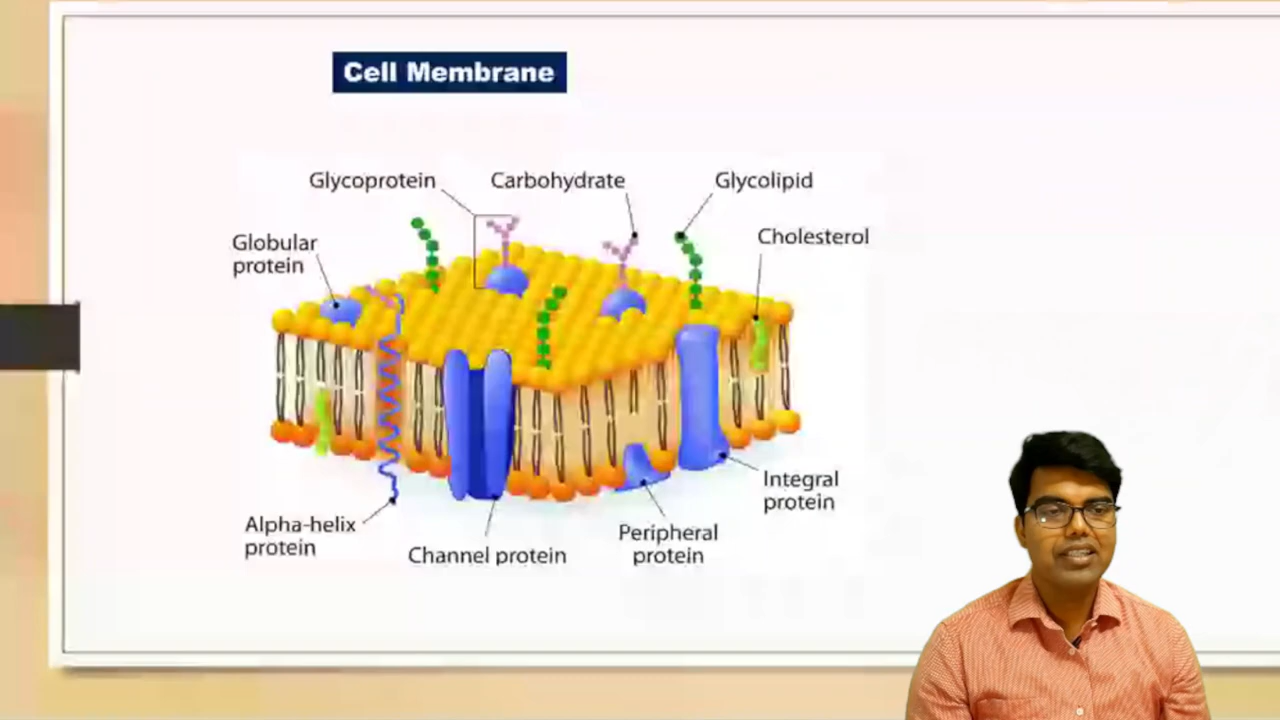 Cell Membrane
Glycoprotein
Carbohydrate
Glycolipid
Globular
protein
Cholesterol
Alpha-helix
protein
Channel protein
Peripheral
protein
Integral
protein